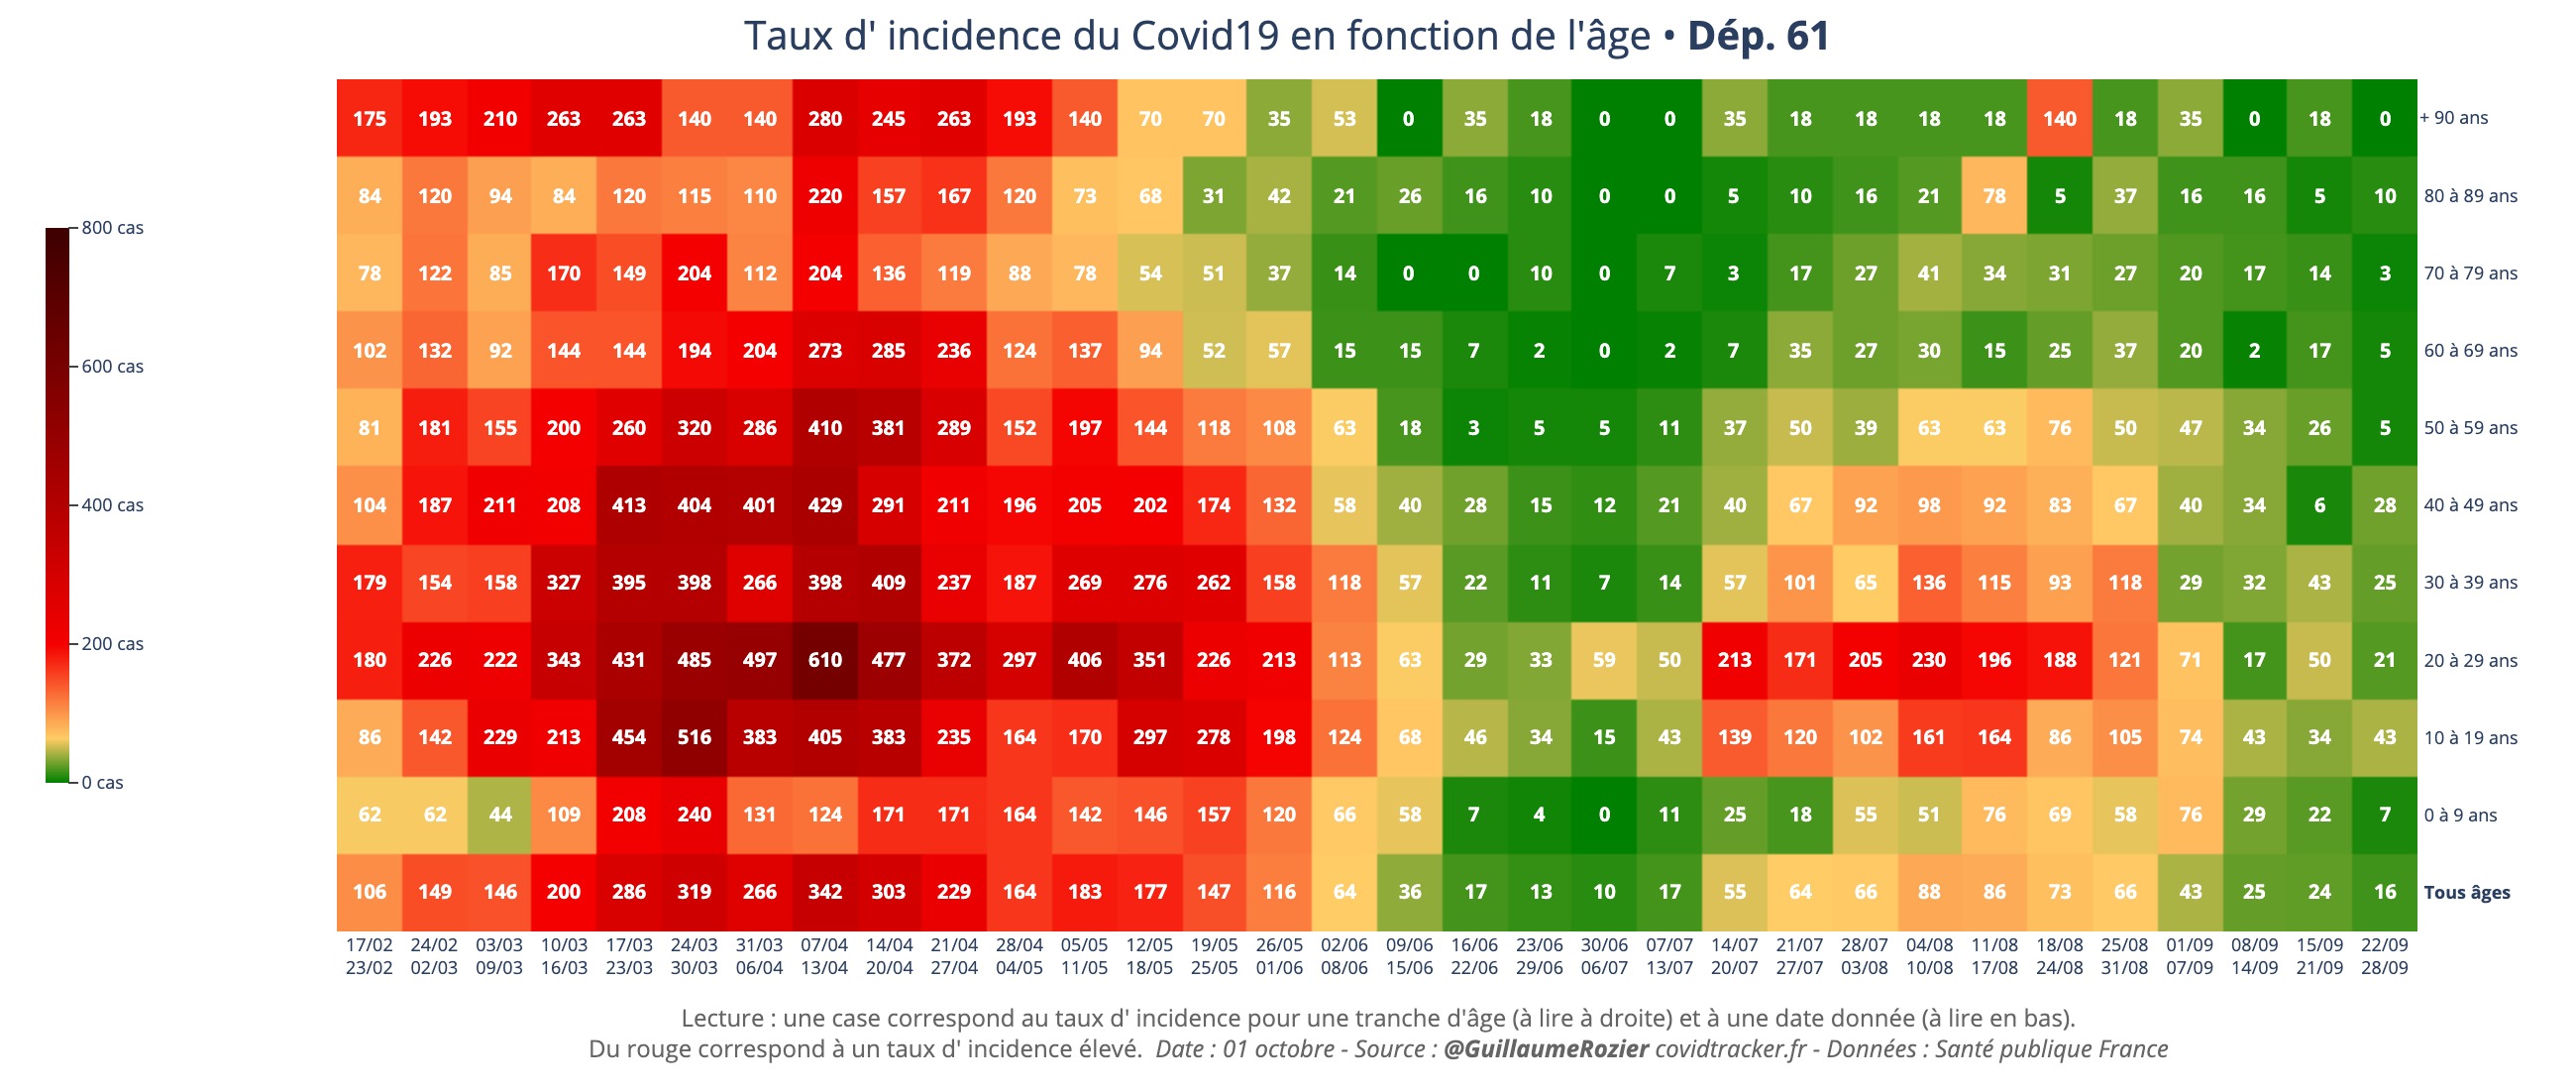 Taux d' incidence du Covid19 en fonction de l'âge • Dép. 61
175 193 210 263 263 140 140 280 245 263 193 140 70 70 35 53 0 35 18 0 0 35 18 18 18 18 140 18 35 0 18 0 + 90 ans
84 120 94 84 120 115 110 220 157 167 120 73 68 31 42 21 26 16 10 0 0 5 10 16 21 78 5 37 16 16 5 10 80 à 89 ans
800 cas
78 122 85 170 149 204 112 204 136 119 88 78 54 51 37 14 0 0 10 0 7 3 17 27 41 34 31 27 20 17 14 3 70 à 79 ans
102 132 92 144 144 194 204 273 285 236 124 137 94 52 57 15 15 7 2 0 2 7 35 27 30 15 25 37 20 2 17 5 60 à 69 ans
600 cas
81 181 155 200 260 320 286 410 381 289 152 197 144 118 108 63 18 3 5 5 11 37 50 39 63 63 76 50 47 34 26 5 50 à 59 ans
400 cas
104 187 211 208 413 404 401 429 291 211 196 205 202 174 132 58 40 28 15 12 21 40 67 92 98 92 83 67 40 34 6 28 40 à 49 ans
179 154 158 327 395 398 266 398 409 237 187 269 276 262 158 118 57 22 11 7 14 57 101 65 136 115 93 118 29 32 43 25 30 à 39 ans
200 cas
180 226 222 343 431 485 497 610 477 372 297 406 351 226 213 113 63 29 33 59 50 213 171 205 230 196 188 121 71 17 50 21 20 à 29 ans
86 142 229 213 454 516 383 405 383 235 164 170 297 278 198 124 68 46 34 15 43 139 120 102 161 164 86 105 74 43 34 43 10 à 19 ans
0 cas
62 62 44 109 208 240 131 124 171 171 164 142 146 157 120 66 58 7 4 0 11 25 18 55 51 76 69 58 76 29 22 7 0 à 9 ans
106 149 146 200 286 319 266 342 303 229 164 183 177 147 116 64 36 17 13 10 17 55 64 66 88 86 73 66 43 25 24 16 Tous âges
17/02 24/02 03/03 10/03 17/03 24/03 31/03 07/04 14/04 21/04 28/04 05/05 12/05 19/05 26/05 02/06 09/06 16/06 23/06 30/06 07/07 14/07 21/07 28/07 04/08 11/08 18/08 25/08 01/09 08/09 15/09 22/09
23/02 02/03 09/03 16/03 23/03 30/03 06/04 13/04 20/04 27/04 04/05 11/05 18/05 25/05 01/06 08/06 15/06 22/06 29/06 06/07 13/07 20/07 27/07 03/08 10/08 17/08 24/08 31/08 07/09 14/09 21/09 28/09
Lecture : une case correspond au taux d' incidence pour une tranche d'âge (à lire à droite) et à une date donnée (à lire en bas).
Du rouge correspond à un taux d' incidence élevé. Date : 01 octobre - Source : @GuillaumeRozier covidtracker.fr - Données : Santé publique France